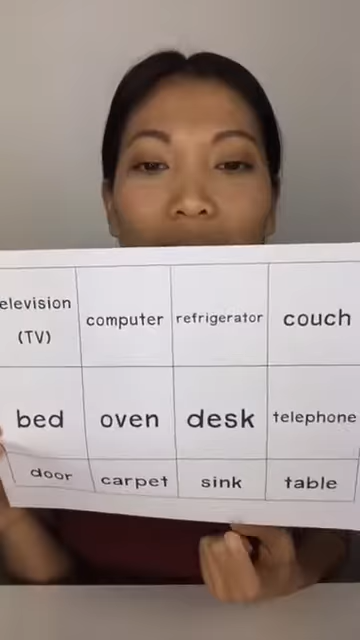 elevision
(TV)
computer
refrigerator
couch
bed
oven
desk
telephone
door
carpet
sink
table